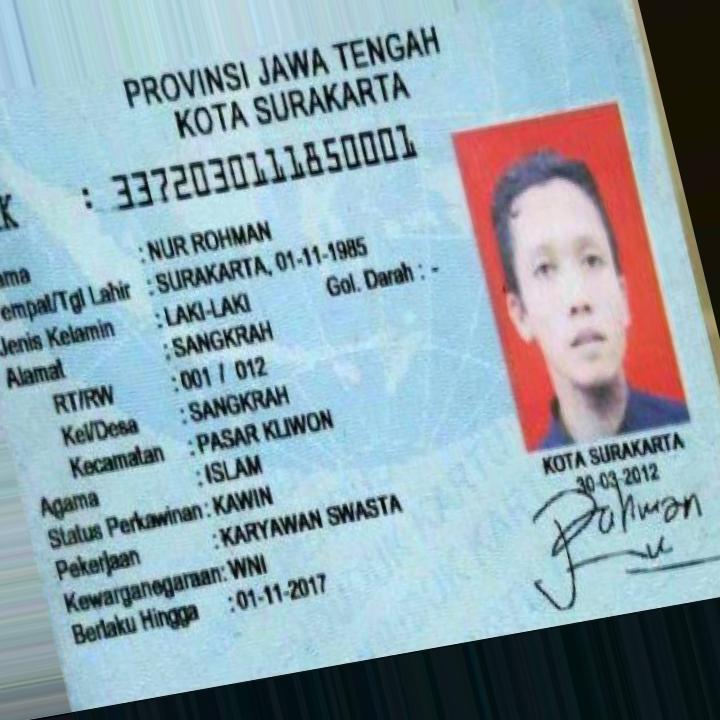 PROVINSI JAWA TENGAH
KOTA SURAKARTA
K : 3372030111850001
ama : NUR ROHMAN
empat/Tgl Lahir : SURAKARTA, 01-11-1985
Jenis Kelamin : LAKI-LAKI Gol. Darah : -
Alamat : SANGKRAH
RT/RW : 001 / 012
Kel/Desa : SANGKRAH
Kecamatan : PASAR KLIWON
Agama : ISLAM
Status Perkawinan : KAWIN
Pekerjaan : KARYAWAN SWASTA
Kewarganegaraan : WNI
Berlaku Hingga : 01-11-2017
KOTA SURAKARTA
30-03-2012
Rohman